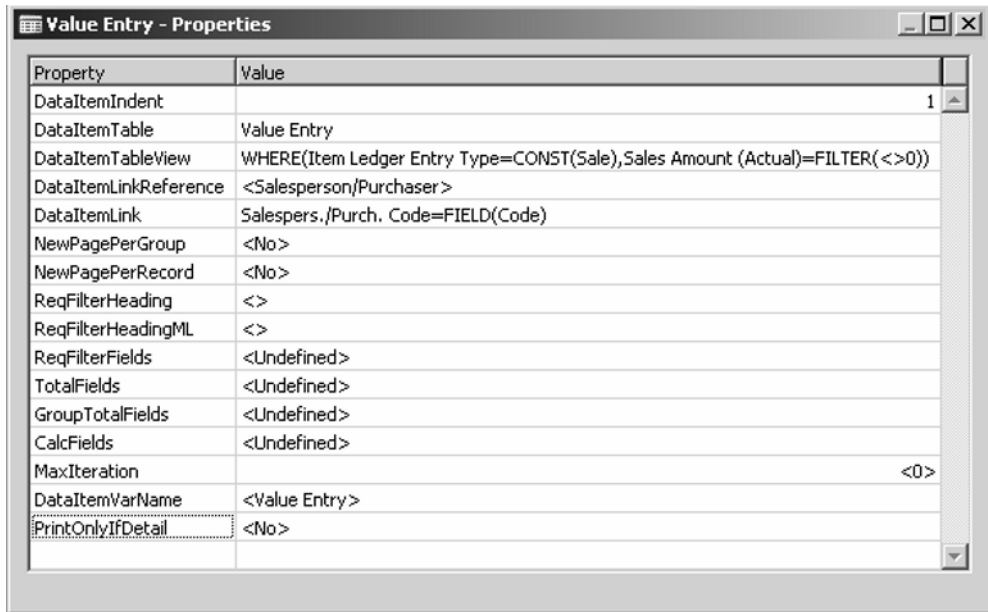 Value Entry - Properties
Property Value
DataItemIndent 1
DataItemTable Value Entry
DataItemTableView WHERE(Item Ledger Entry Type=CONST(Sale),Sales Amount (Actual)=FILTER(<>0))
DataItemLinkReference <Salesperson/Purchaser>
DataItemLink Salespers./Purch. Code=FIELD(Code)
NewPagePerGroup <No>
NewPagePerRecord <No>
ReqFilterHeading <>
ReqFilterHeadingML <>
ReqFilterFields <Undefined>
TotalFields <Undefined>
GroupTotalFields <Undefined>
CalcFields <Undefined>
MaxIteration <0>
DataItemVarName <Value Entry>
PrintOnlyIfDetail <No>